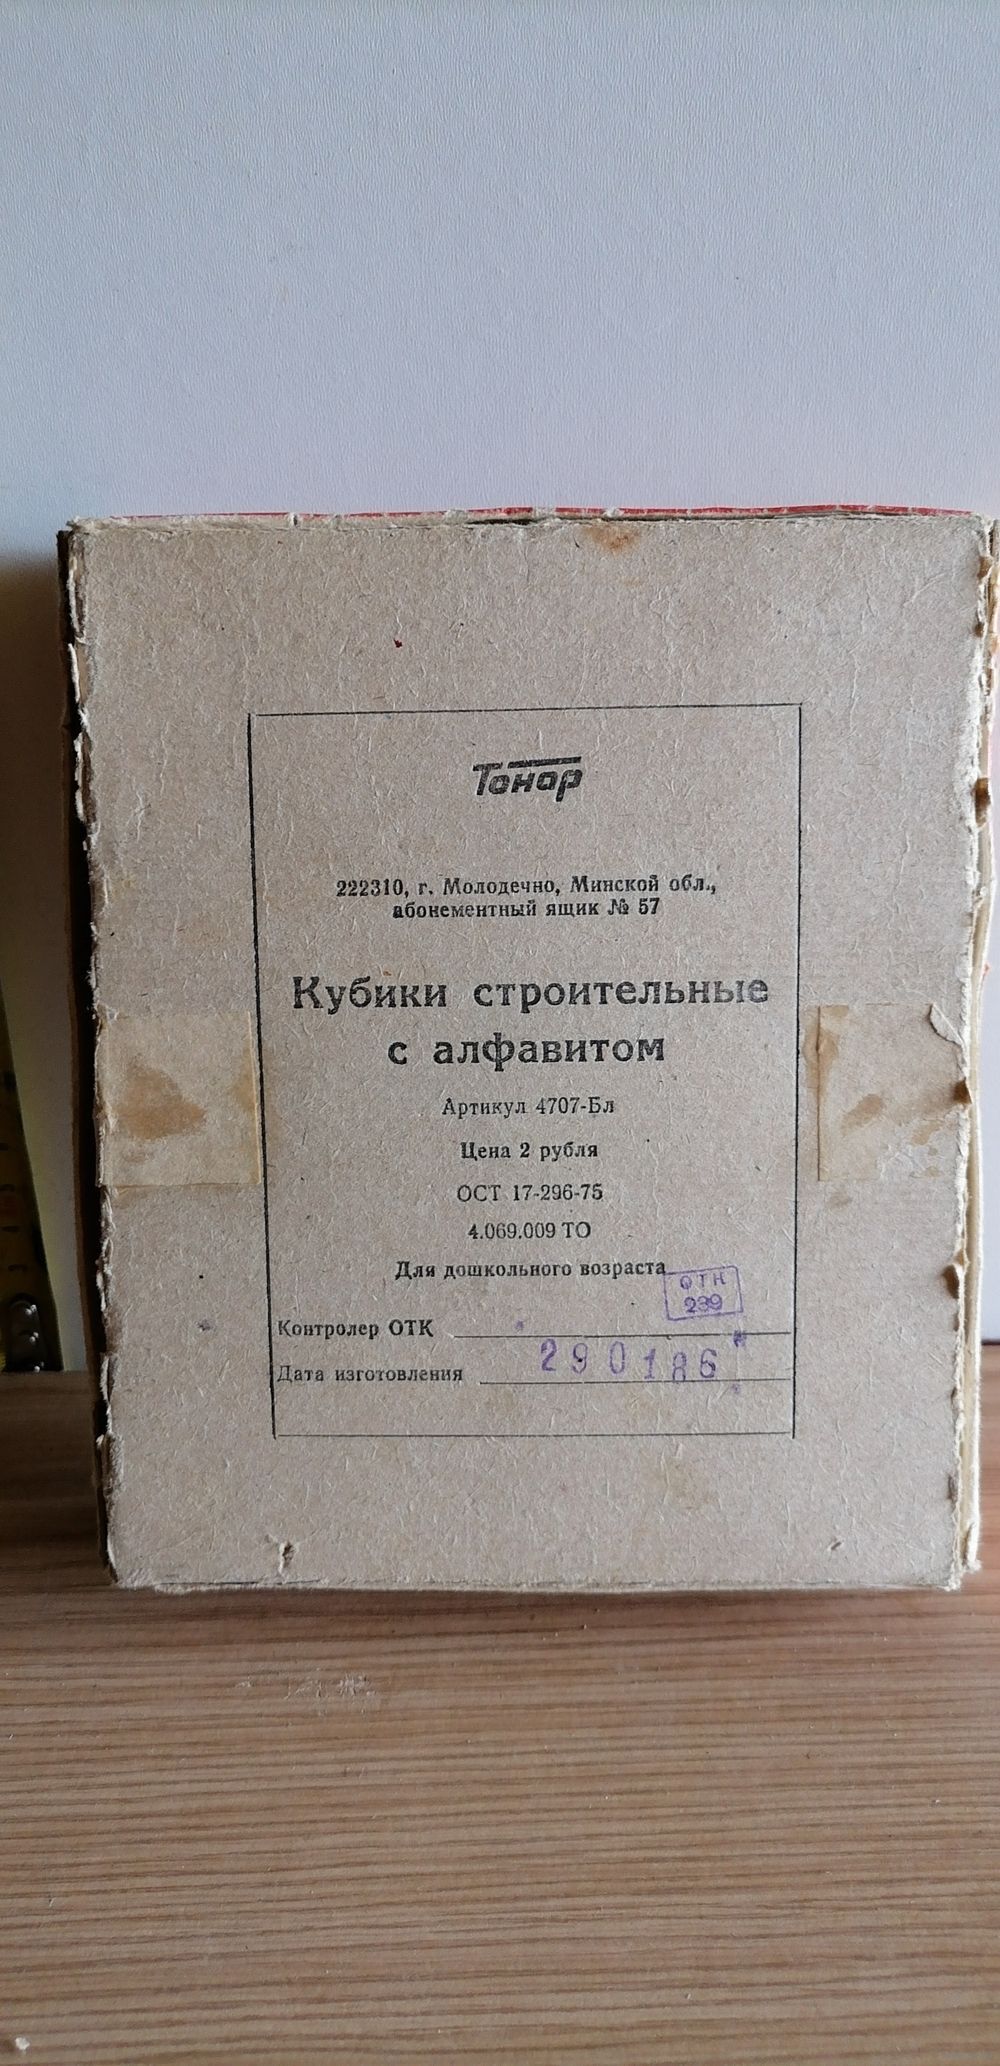 Тонар
222310, г. Молодечно, Минской обл.,
абонементный ящик № 57
Кубики строительные
с алфавитом
Артикул 4707-Бл
Цена 2 рубля
ОСТ 17-296-75
4.069.009 ТО
Для дошкольного возраста
ОТК
239
Контролер ОТК
290186
Дата изготовления